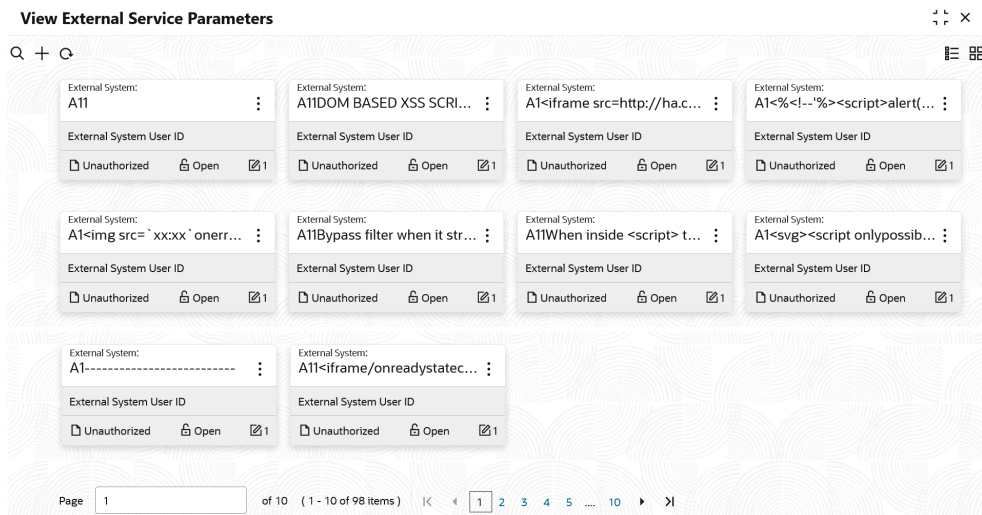 View External Service Parameters
External System: External System: External System: External System:
A11 A11DOM BASED XSS SCRI... A1<iframe src=http://ha.c... A1<%<!--'%><script>alert(...
External System User ID External System User ID External System User ID External System User ID
Unauthorized Open 1 Unauthorized Open 1 Unauthorized Open 1 Unauthorized Open 1
External System: External System: External System: External System:
A1<img src=`xx:xx`onerr... A11Bypass filter when it str... A11When inside <script> t... A1<svg><script onlypossib...
External System User ID External System User ID External System User ID External System User ID
Unauthorized Open 1 Unauthorized Open 1 Unauthorized Open 1 Unauthorized Open 1
External System: External System:
A1-------------------------- A11<iframe/onreadystatec...
External System User ID External System User ID
Unauthorized Open 1 Unauthorized Open 1
Page 1 of 10 ( 1 - 10 of 98 items ) 1 2 3 4 5 .... 10